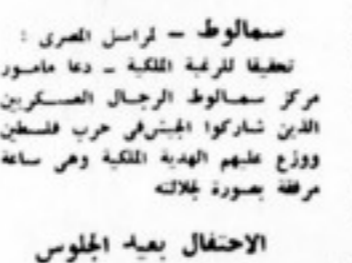 سمالوط – لمراسل المصرى :
تحقيقا للرغبة الملكية – دعا مأمور
مركز سمالوط الرجال العسكريين
الذين شاركوا الجيش فى حرب فلسطين
ووزع عليهم الهدية الملكية وهى ساعة
مرفقة بصورة لجلالته
الاحتفال بعيد الجلوس